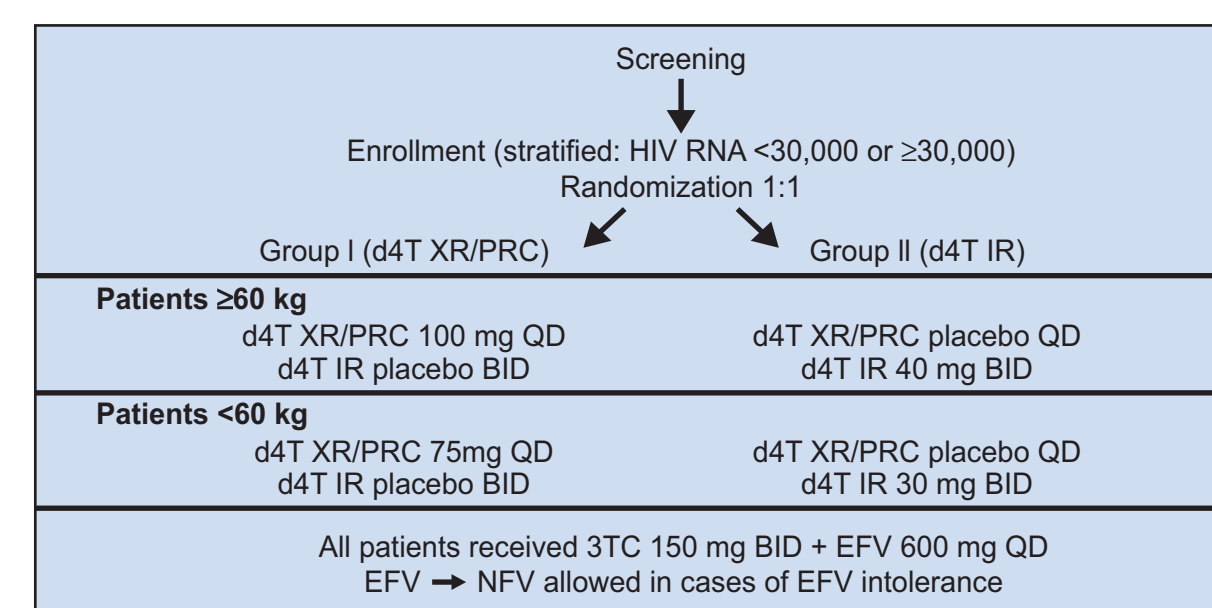 Screening
Enrollment (stratified: HIV RNA <30,000 or ≥30,000)
Randomization 1:1
Group I (d4T XR/PRC) Group II (d4T IR)
Patients ≥60 kg
d4T XR/PRC 100 mg QD d4T XR/PRC placebo QD
d4T IR placebo BID d4T IR 40 mg BID
Patients <60 kg
d4T XR/PRC 75mg QD d4T XR/PRC placebo QD
d4T IR placebo BID d4T IR 30 mg BID
All patients received 3TC 150 mg BID + EFV 600 mg QD
EFV → NFV allowed in cases of EFV intolerance